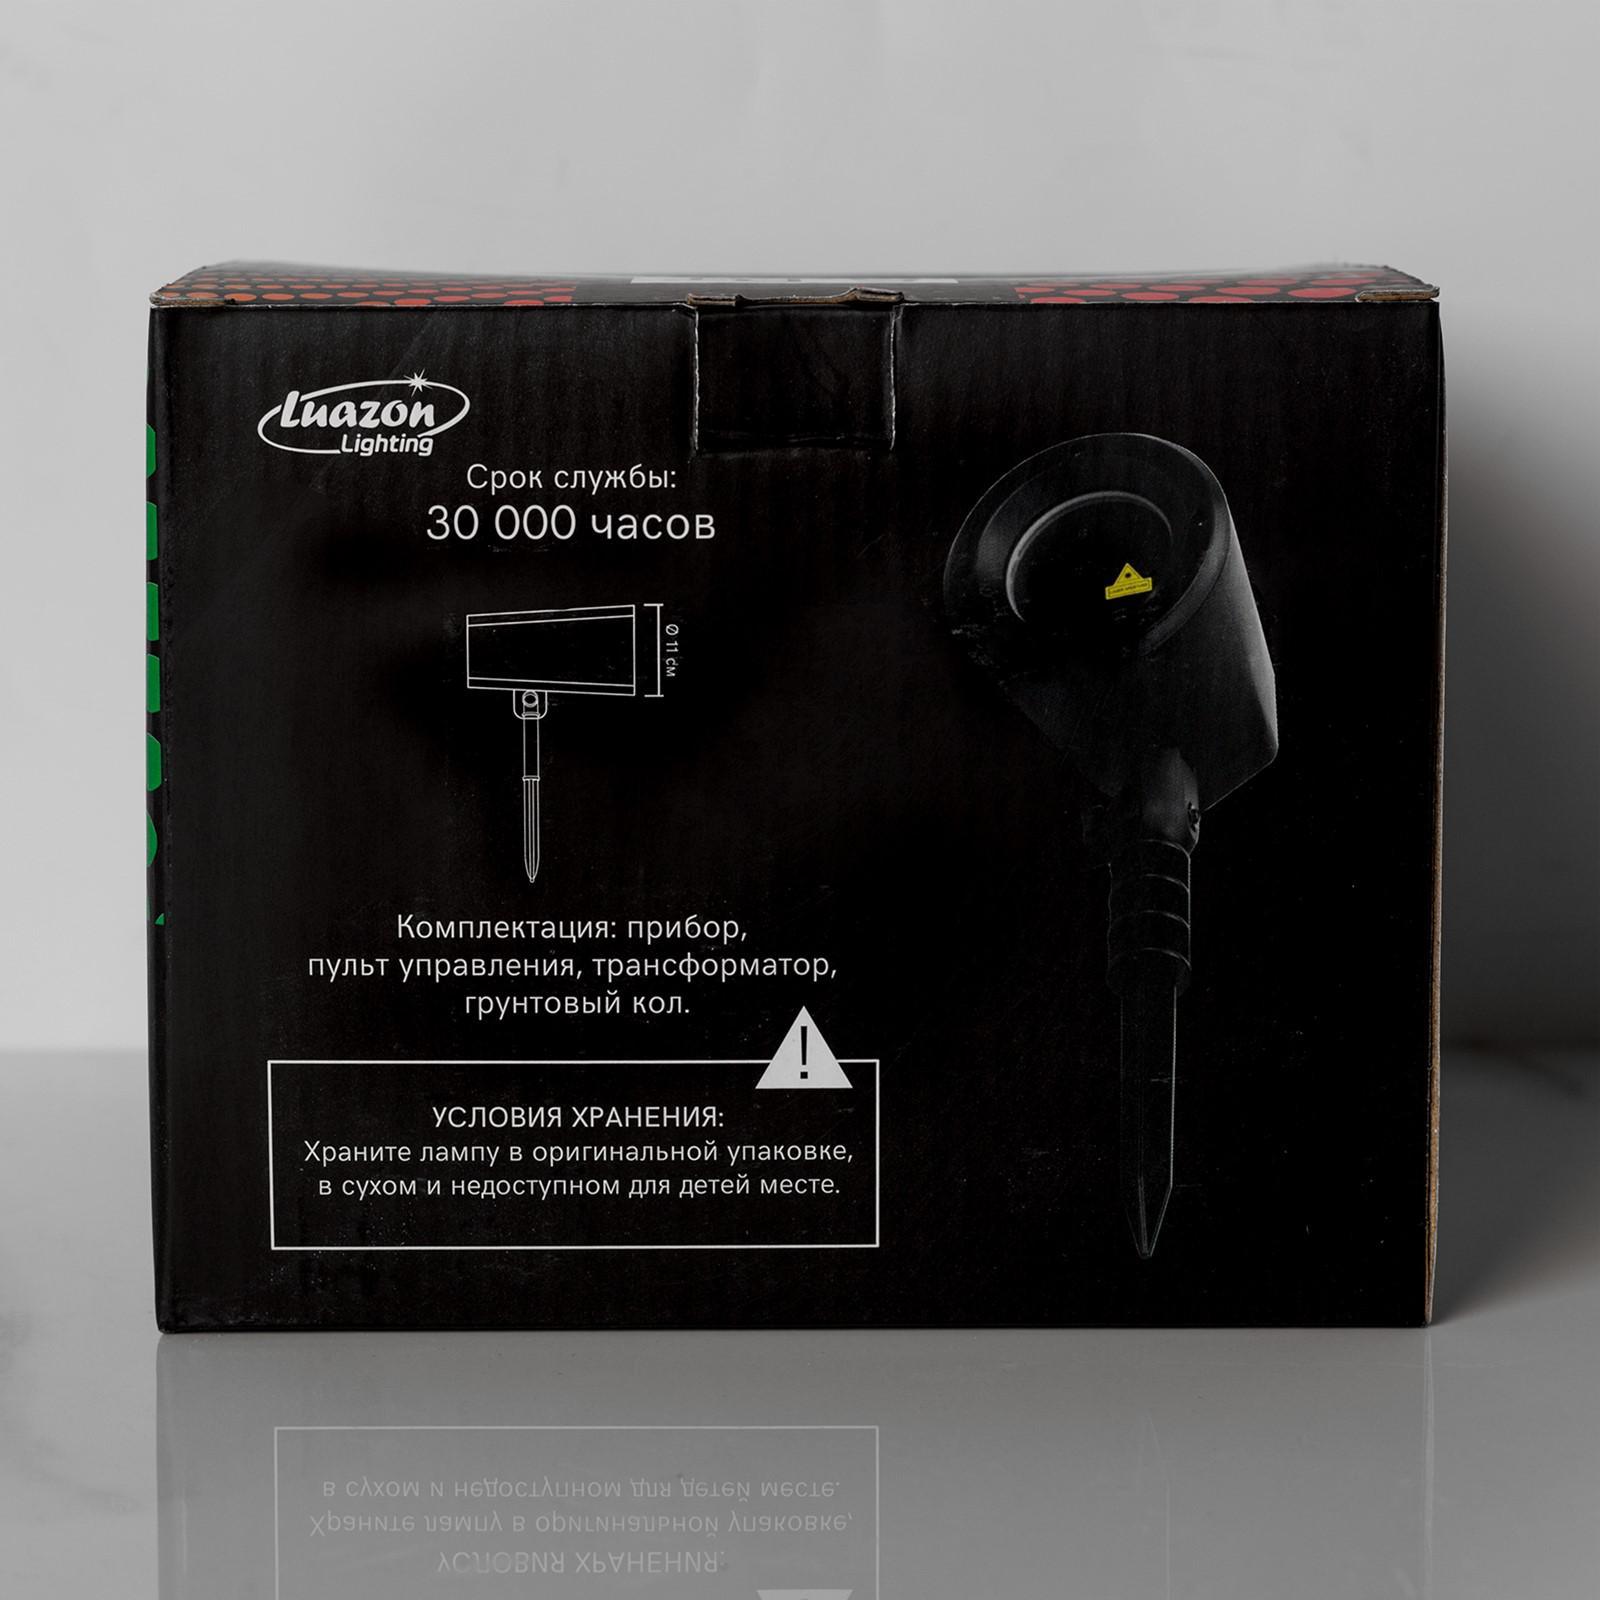 Luazon
Lighting
Срок службы:
30 000 часов
Ø 11 см
Комплектация: прибор,
пульт управления, трансформатор,
грунтовый кол.
!
УСЛОВИЯ ХРАНЕНИЯ:
Храните лампу в оригинальной упаковке,
в сухом и недоступном для детей месте.